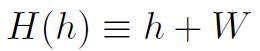 H(h) ≡ h + W